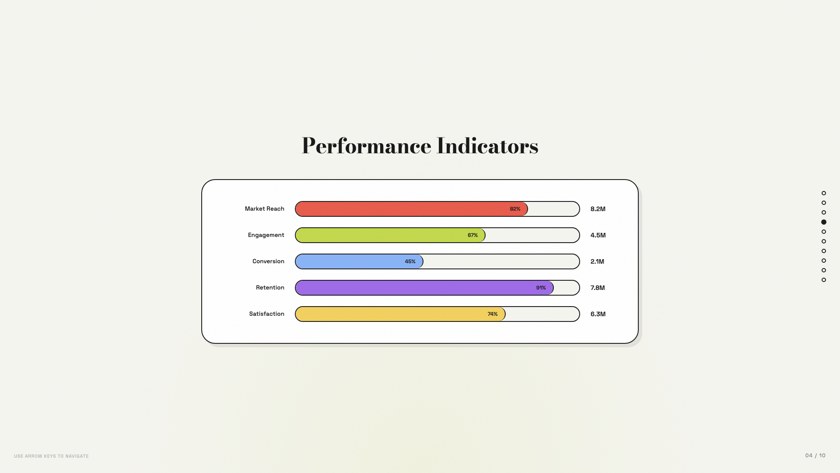 Performance Indicators
Market Reach 82% 8.2M
Engagement 67% 4.5M
Conversion 45% 2.1M
Retention 91% 7.8M
Satisfaction 74% 6.3M
USE ARROW KEYS TO NAVIGATE
04 / 10